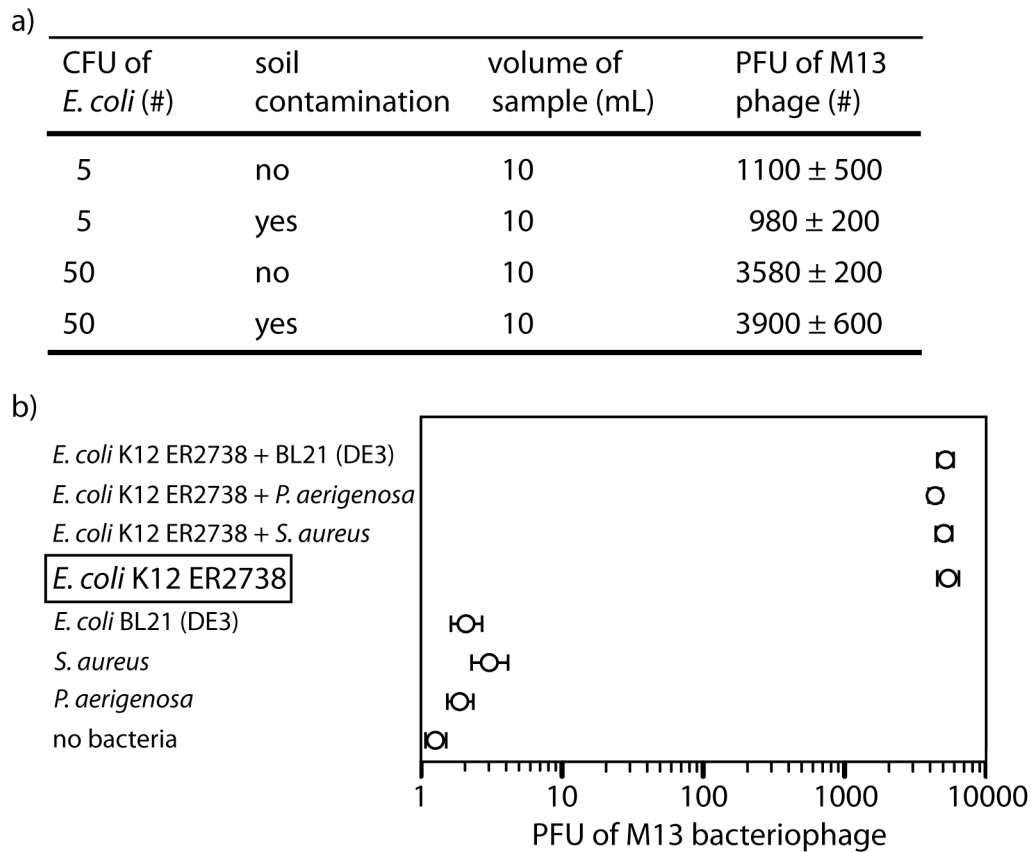 a)
CFU of E. coli (#) soil contamination volume of sample (mL) PFU of M13 phage (#)
5 no 10 1100 ± 500
5 yes 10 980 ± 200
50 no 10 3580 ± 200
50 yes 10 3900 ± 600
b)
E. coli K12 ER2738 + BL21 (DE3)
E. coli K12 ER2738 + P. aerigenosa
E. coli K12 ER2738 + S. aureus
E. coli K12 ER2738
E. coli BL21 (DE3)
S. aureus
P. aerigenosa
no bacteria
1 10 100 1000 10000
PFU of M13 bacteriophage